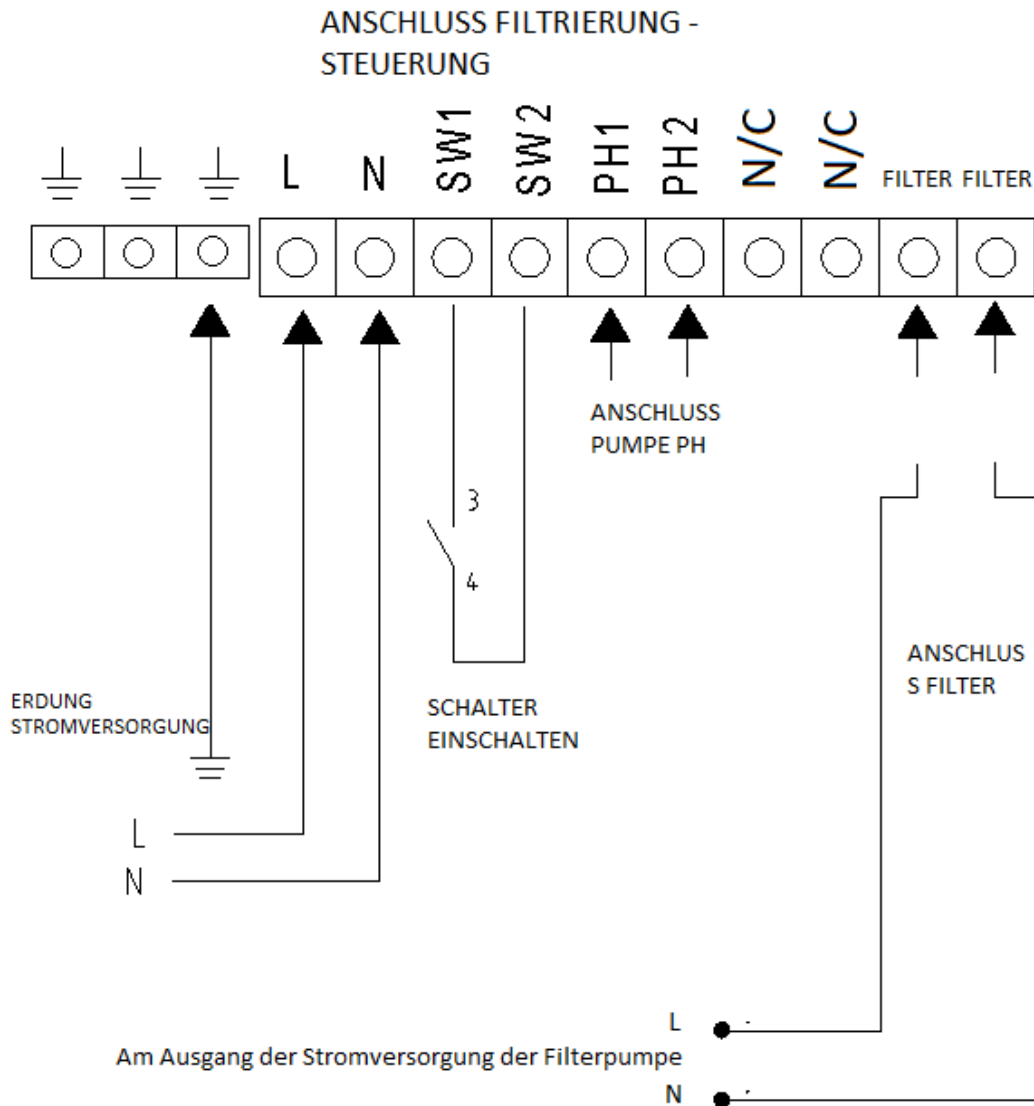 ANSCHLUSS FILTRIERUNG -
STEUERUNG
L
N
SW1
SW2
PH1
PH2
N/C
N/C
FILTER
FILTER
ANSCHLUSS
PUMPE PH
3
4
ANSCHLUS
S FILTER
ERDUNG
STROMVERSORGUNG
SCHALTER
EINSCHALTEN
L
N
L
Am Ausgang der Stromversorgung der Filterpumpe
N